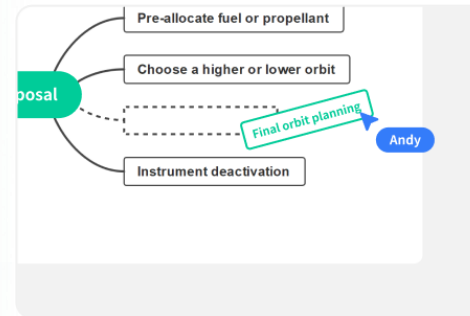 Pre-allocate fuel or propellant
Choose a higher or lower orbit
posal
Final orbit planning
Andy
Instrument deactivation